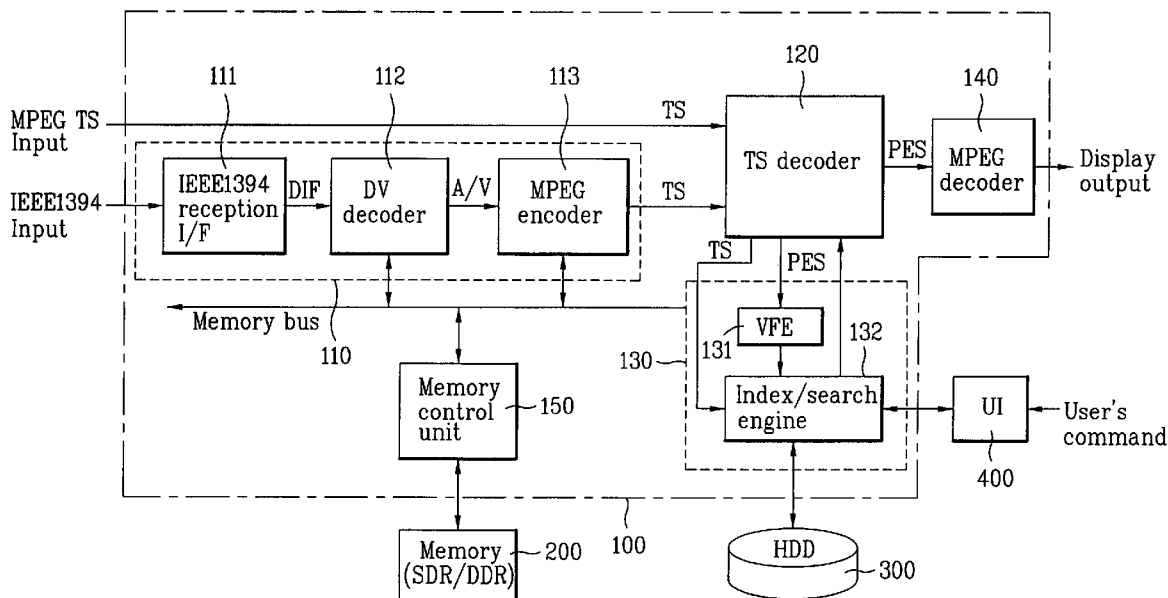 120
111
112
113
140
MPEG TS
Input
TS
TS decoder
PES
MPEG
decoder
Display
output
IEEE1394
Input
IEEE1394
reception
I/F
DIF
DV
decoder
A/V
MPEG
encoder
TS
TS
PES
Memory bus
110
VFE
131
132
130
Index/search
engine
Memory
control
unit
150
UI
400
User's
command
100
Memory
(SDR/DDR)
200
HDD
300